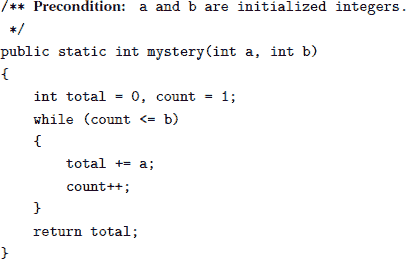 /** Precondition: a and b are initialized integers.
 */
public static int mystery(int a, int b)
{
    int total = 0, count = 1;
    while (count <= b)
    {
        total += a;
        count++;
    }
    return total;
}